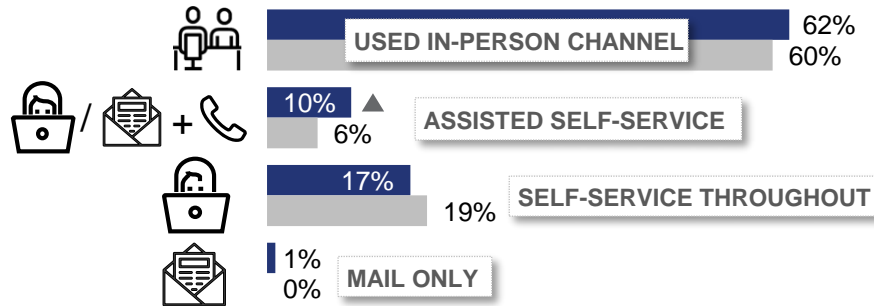 USED IN-PERSON CHANNEL
62%
60%
/ +
10%
6%
ASSISTED SELF-SERVICE
17%
19%
SELF-SERVICE THROUGHOUT
1%
0%
MAIL ONLY